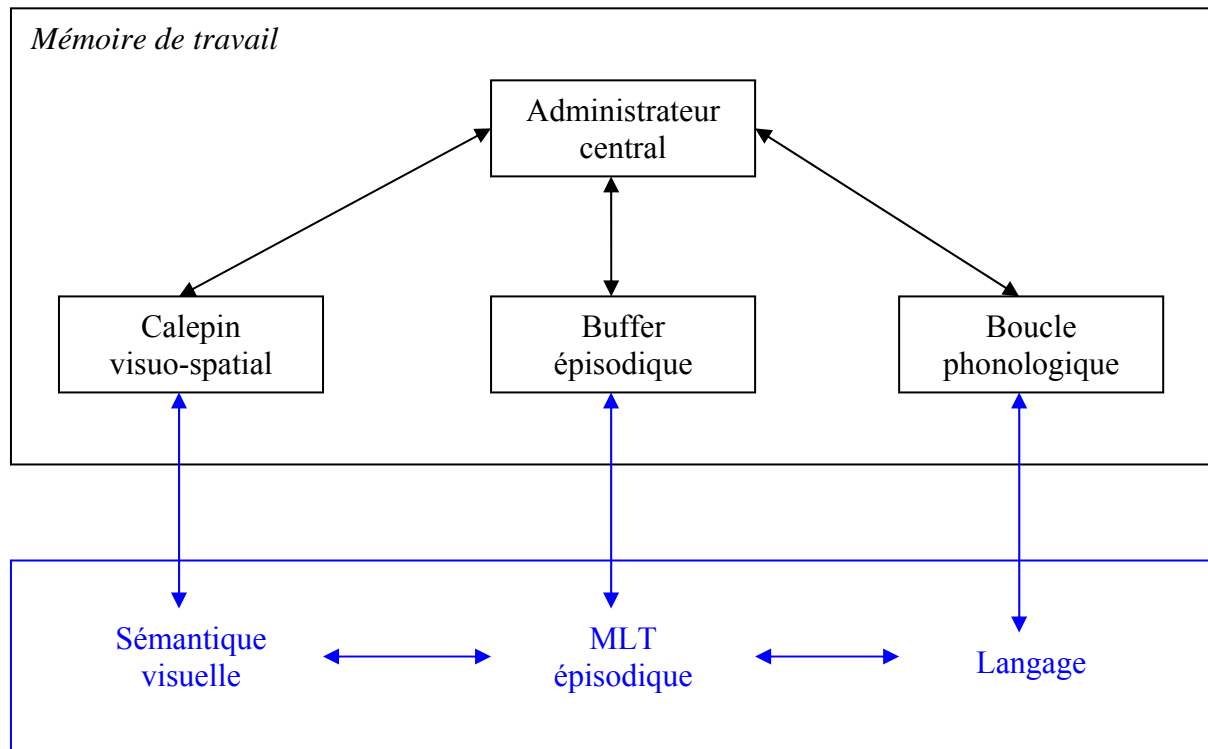 Mémoire de travail
Administrateur
central
Calepin
visuo-spatial
Buffer
épisodique
Boucle
phonologique
Sémantique
visuelle
MLT
épisodique
Langage